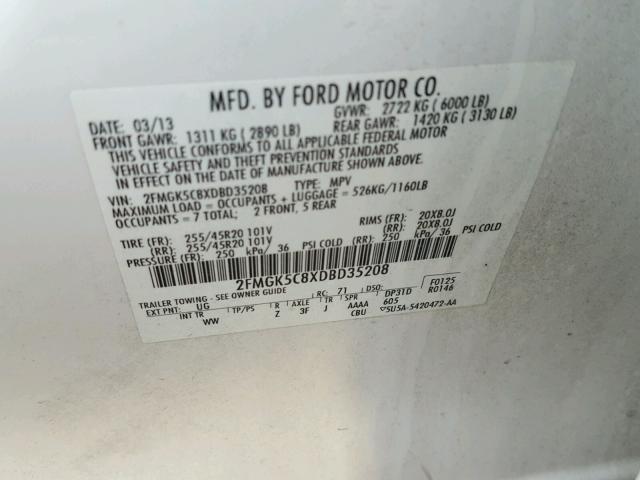 MFD. BY FORD MOTOR CO.
DATE: 03/13 GVWR: 2722 KG ( 6000 LB)
FRONT GAWR: 1311 KG ( 2890 LB) REAR GAWR: 1420 KG ( 3130 LB)
THIS VEHICLE CONFORMS TO ALL APPLICABLE FEDERAL MOTOR
VEHICLE SAFETY AND THEFT PREVENTION STANDARDS
IN EFFECT ON THE DATE OF MANUFACTURE SHOWN ABOVE.
VIN: 2FMGK5C8XDBD35208 TYPE: MPV
MAXIMUM LOAD = OCCUPANTS + LUGGAGE = 526KG/1160LB
OCCUPANTS = 7 TOTAL; 2 FRONT, 5 REAR
TIRE (FR): 255/45R20 101V RIMS (FR): 20X8.0J
(RR): 255/45R20 101V (RR): 20X8.0J
PRESSURE (FR): 250 kPa/ 36 PSI COLD (RR): 250 kPa/ 36 PSI COLD
2FMGK5C8XDBD35208
TRAILER TOWING - SEE OWNER GUIDE
RC: 71 DSO: F0125
EXT PNT: UG DP31D R0146
INT TR TP/PS R AXLE TR SPR 605
WW Z 3F J AAAA
CBU 5U5A-5420472-AA